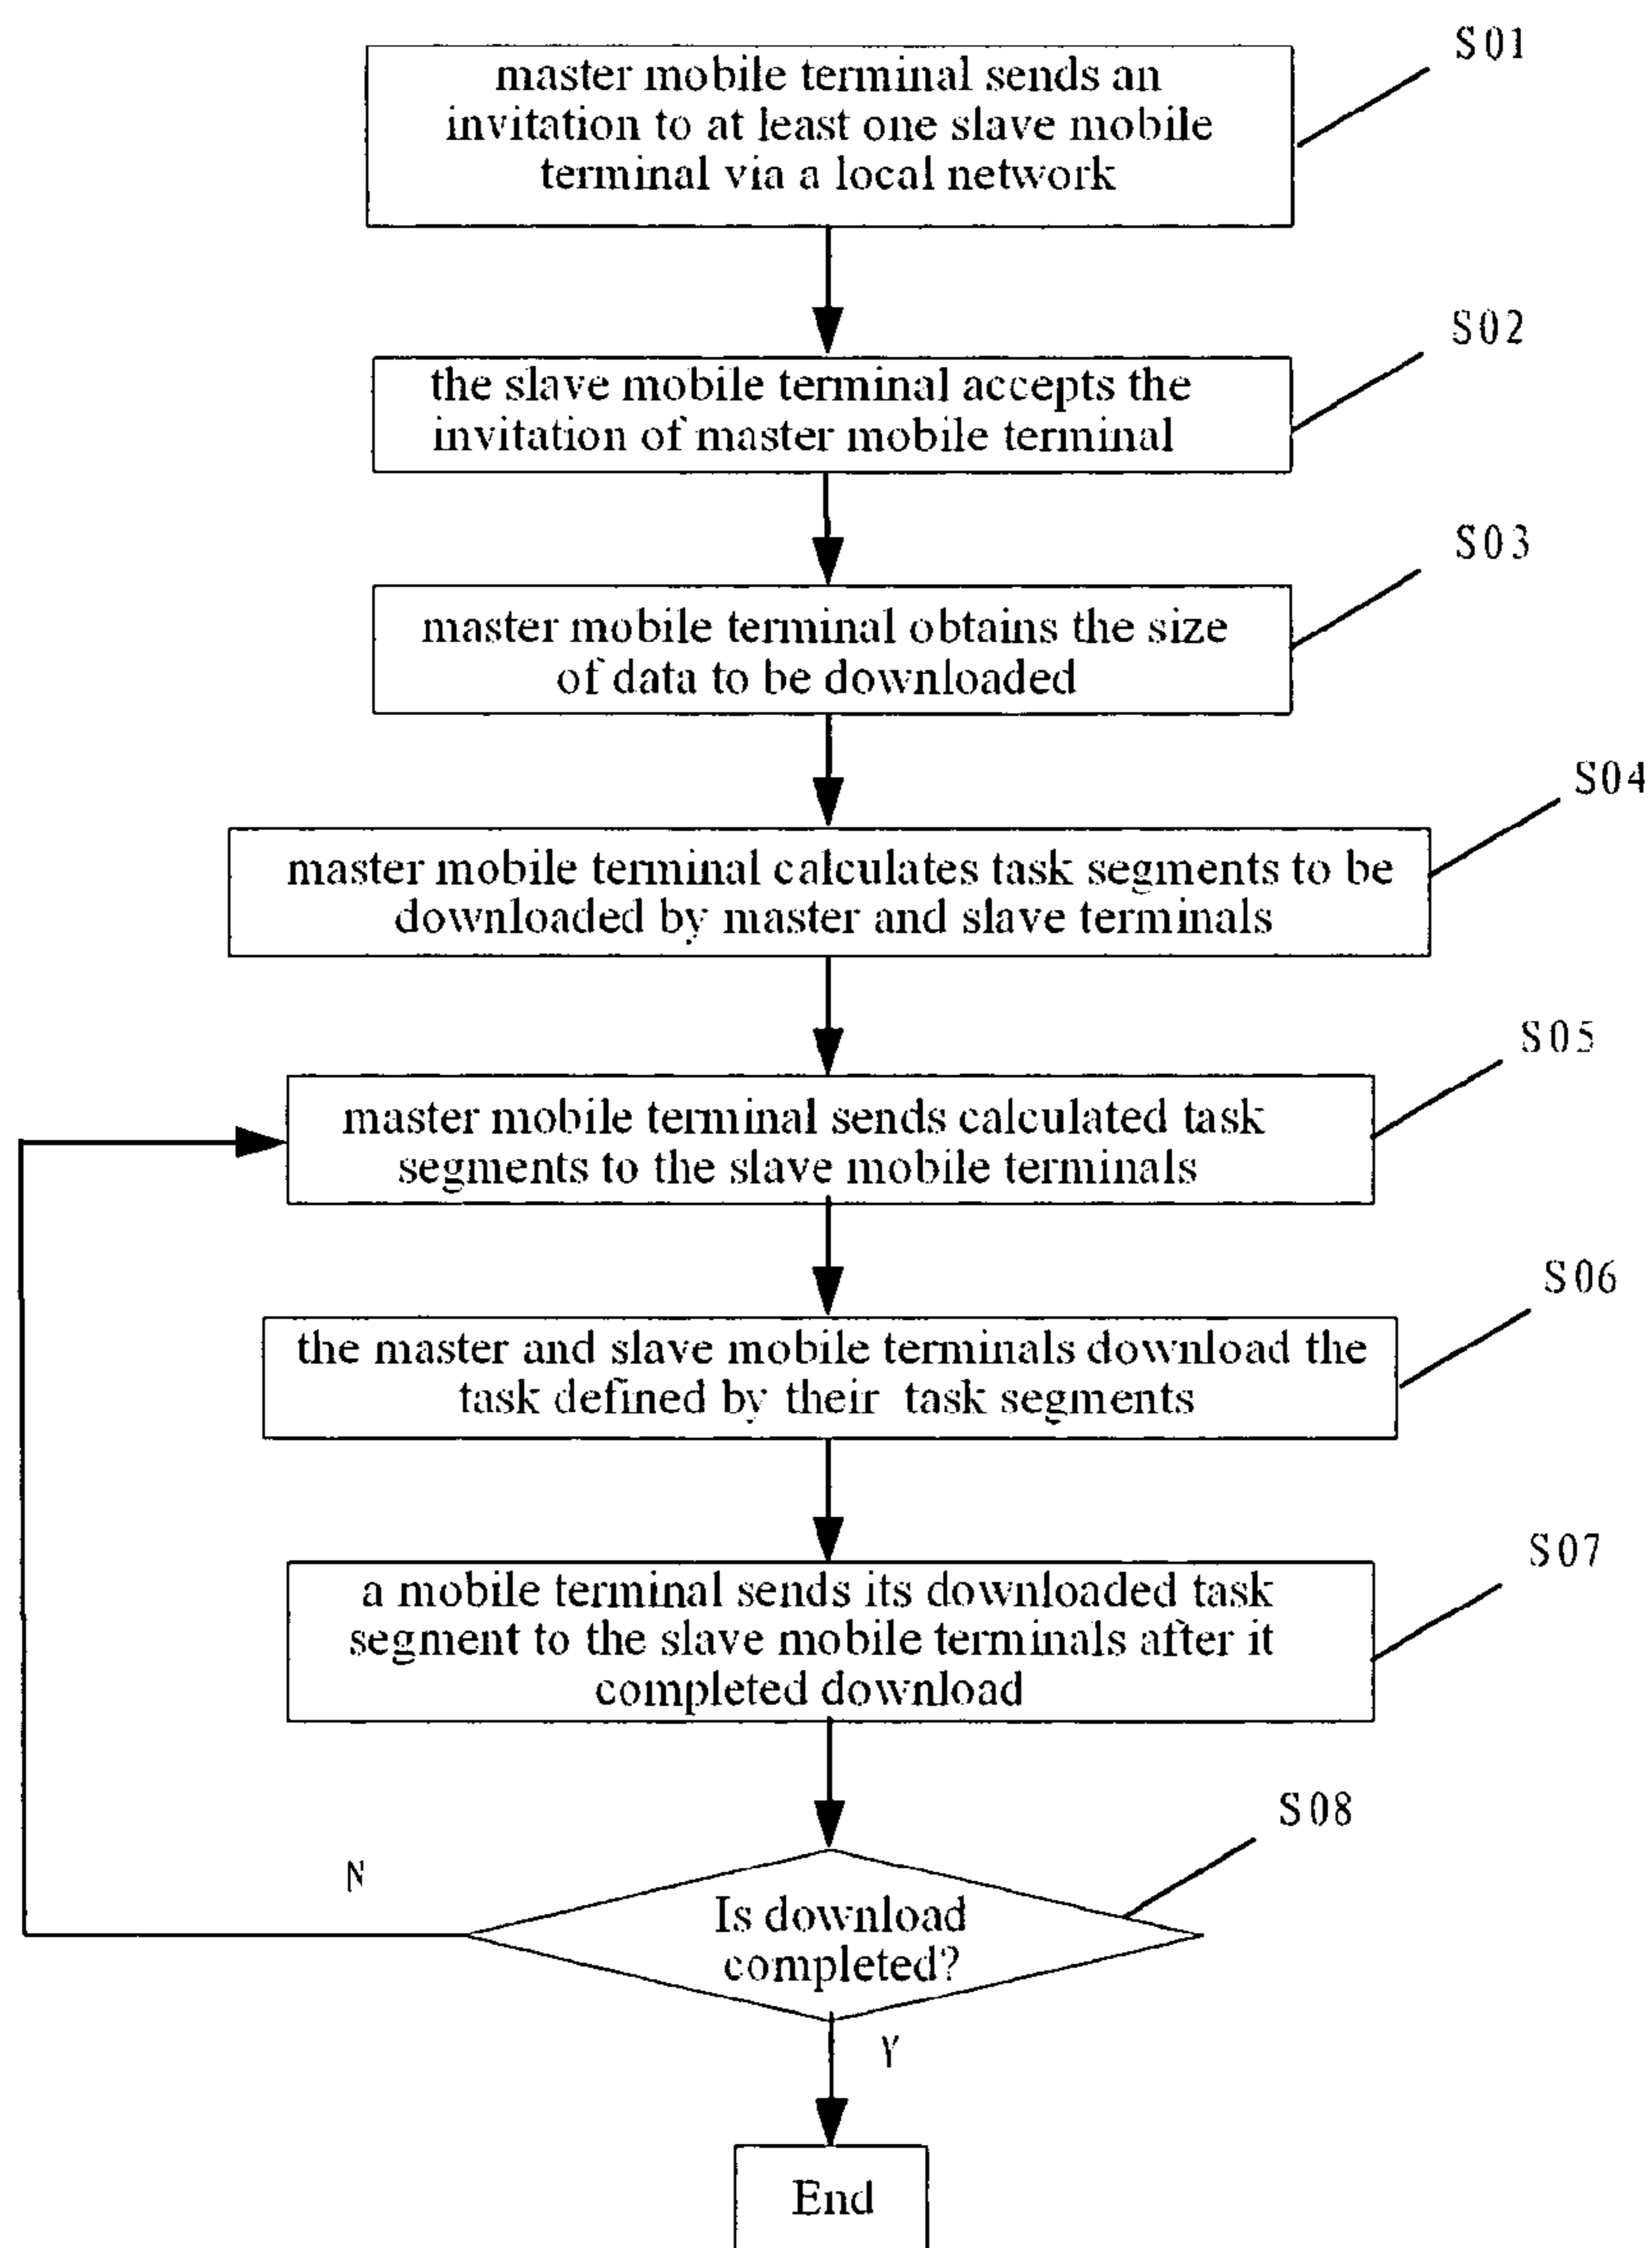 S01
master mobile terminal sends an
invitation to at least one slave mobile
terminal via a local network
S02
the slave mobile terminal accepts the
invitation of master mobile terminal
S03
master mobile terminal obtains the size
of data to be downloaded
S04
master mobile terminal calculates task segments to be
downloaded by master and slave terminals
S05
master mobile terminal sends calculated task
segments to the slave mobile terminals
S06
the master and slave mobile terminals download the
task defined by their task segments
S07
a mobile terminal sends its downloaded task
segment to the slave mobile terminals after it
completed download
S08
N
Is download
completed?
Y
End